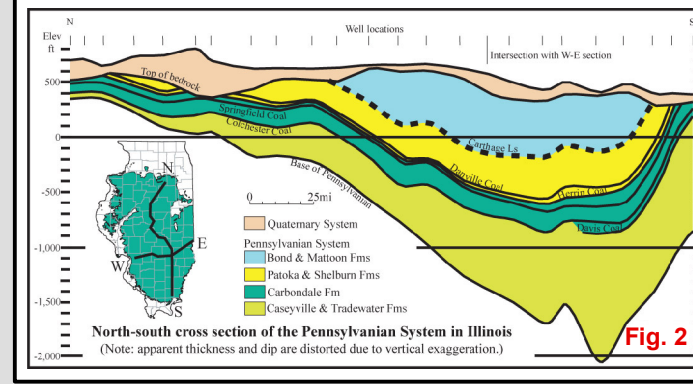 N
S
Elev
ft
Well locations
Intersection with W-E section
500
0
-500
-1,000
-1,500
-2,000
Top of bedrock
Springfield Coal
Colchester Coal
Base of Pennsylvanian
Carthage Ls
Danville Coal
Herrin Coal
Davis Coal
N
E
W
S
0 25mi
Quaternary System
Pennsylvanian System
Bond & Mattoon Fms
Patoka & Shelburn Fms
Carbondale Fm
Caseyville & Tradewater Fms
North-south cross section of the Pennsylvanian System in Illinois
(Note: apparent thickness and dip are distorted due to vertical exaggeration.)
Fig. 2